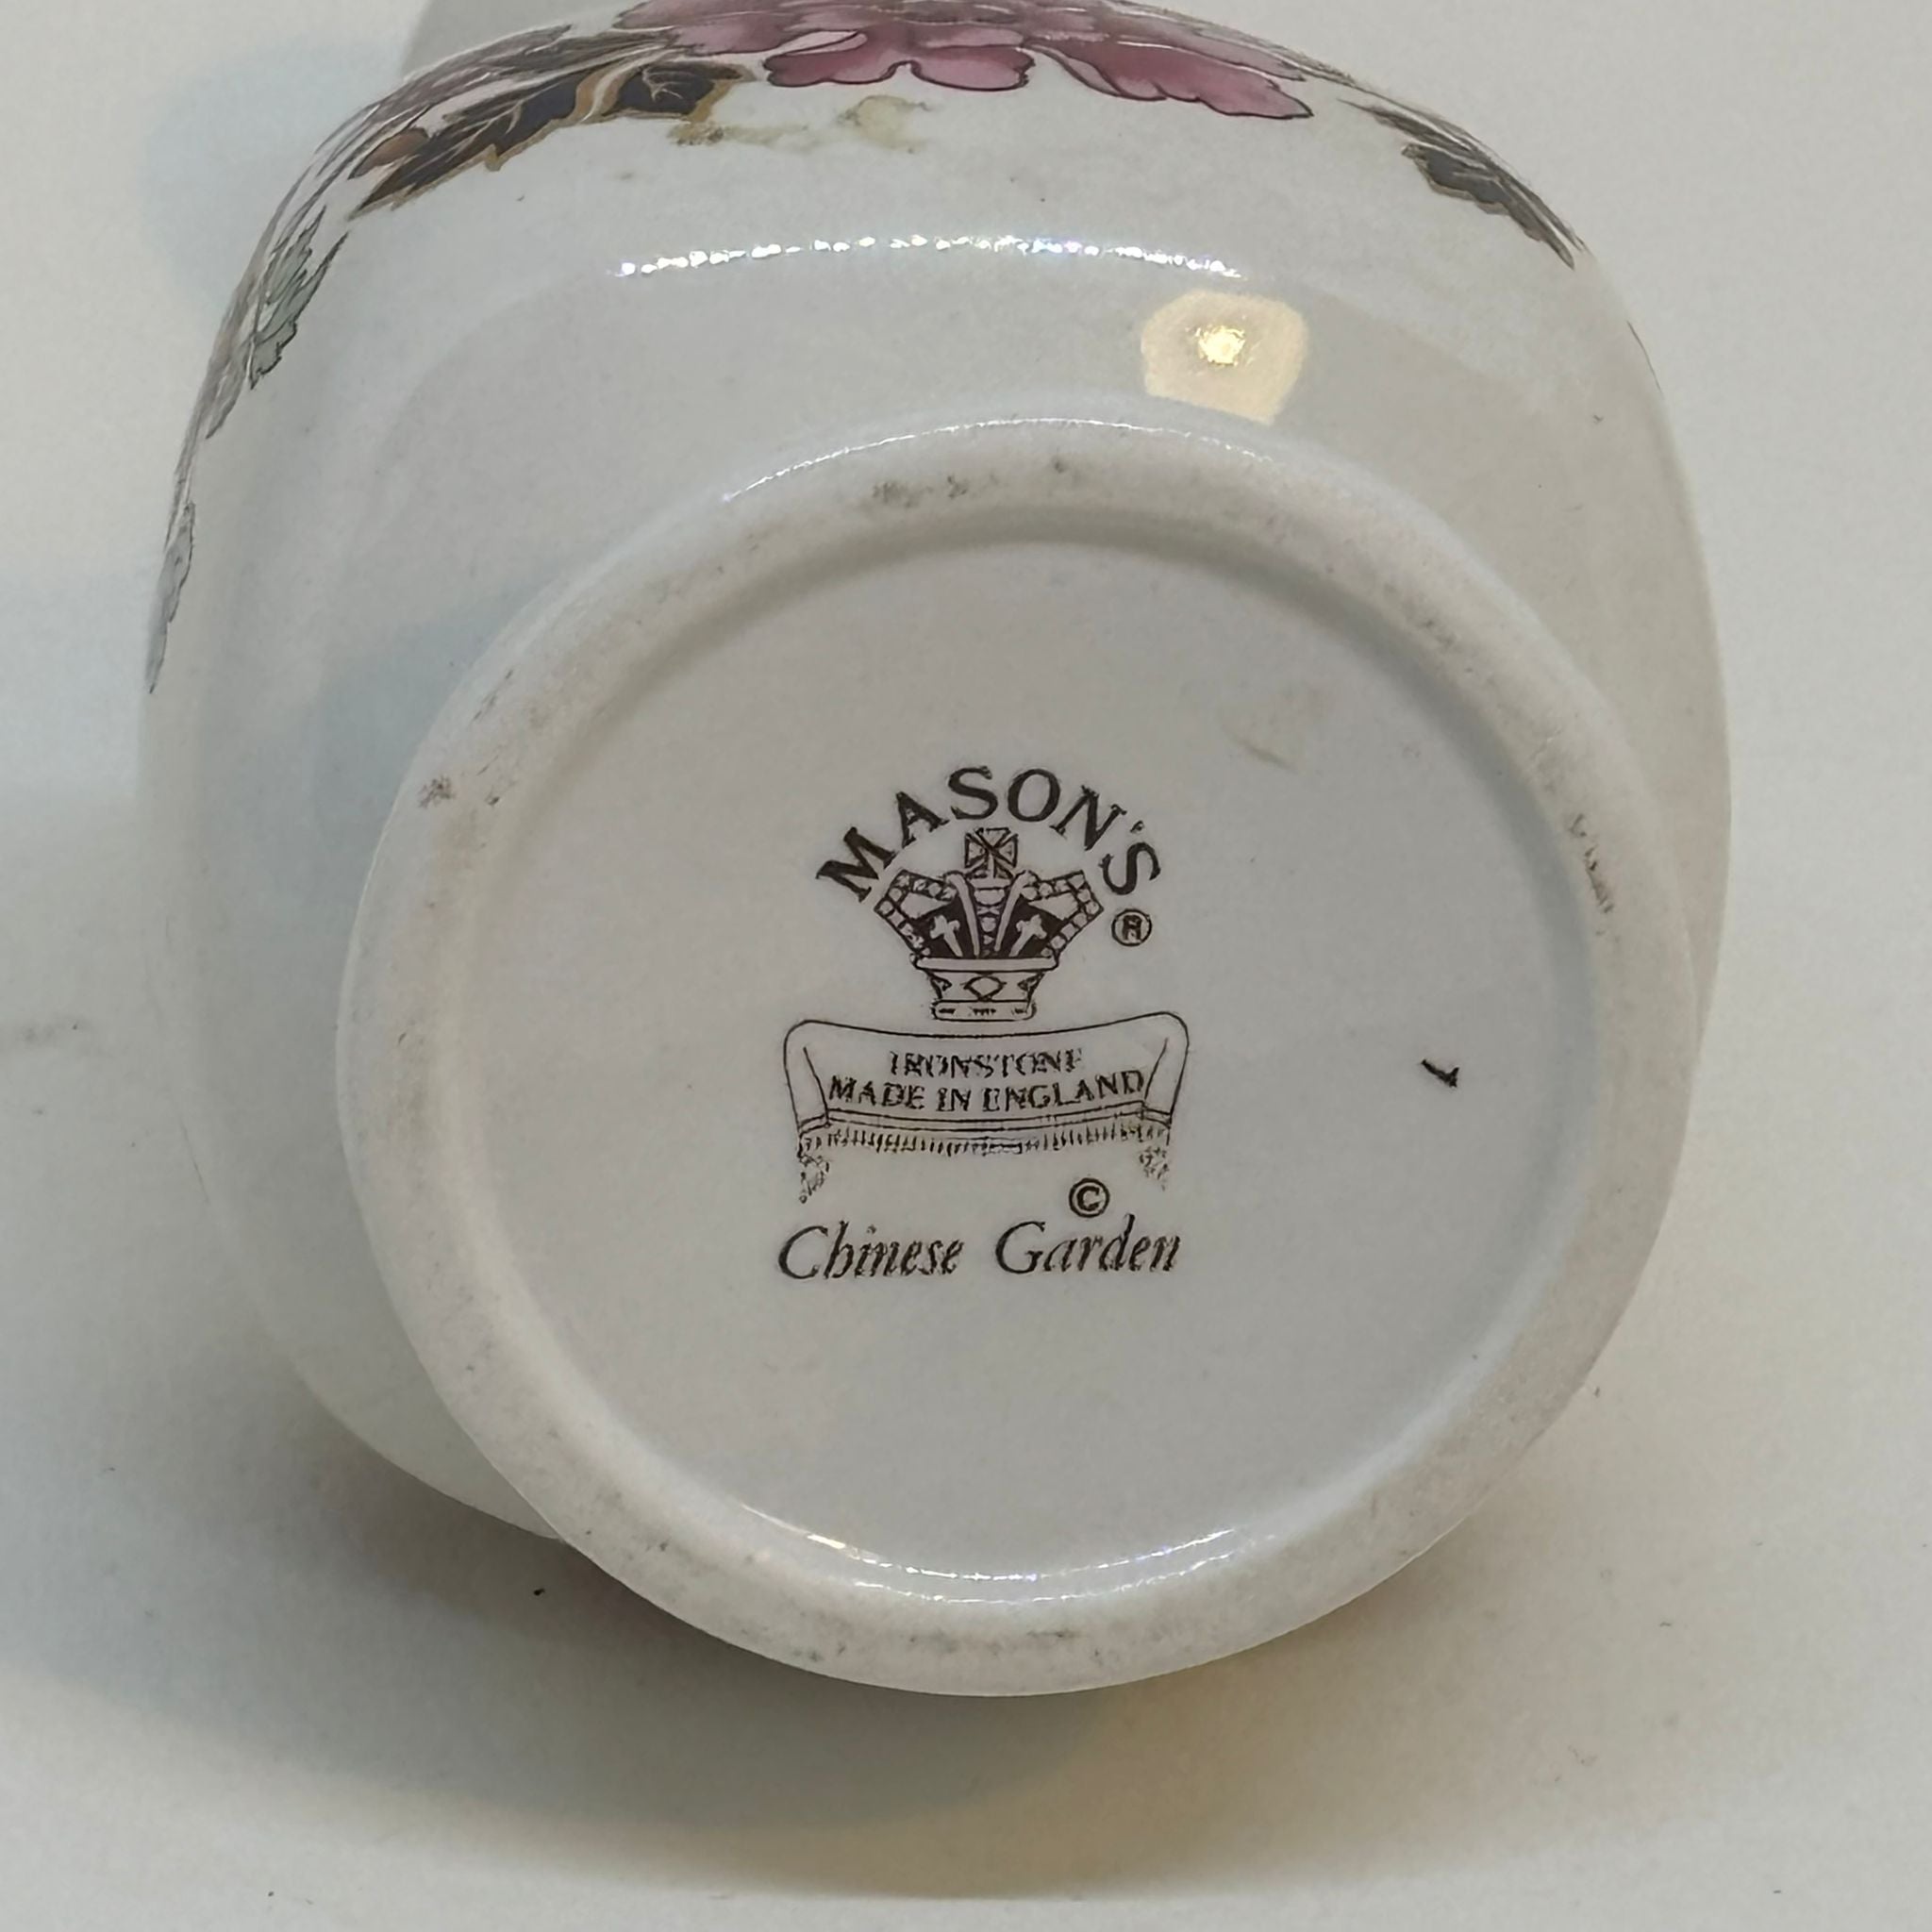 MASON'S
®
IRONSTONE
MADE IN ENGLAND
©
Chinese Garden